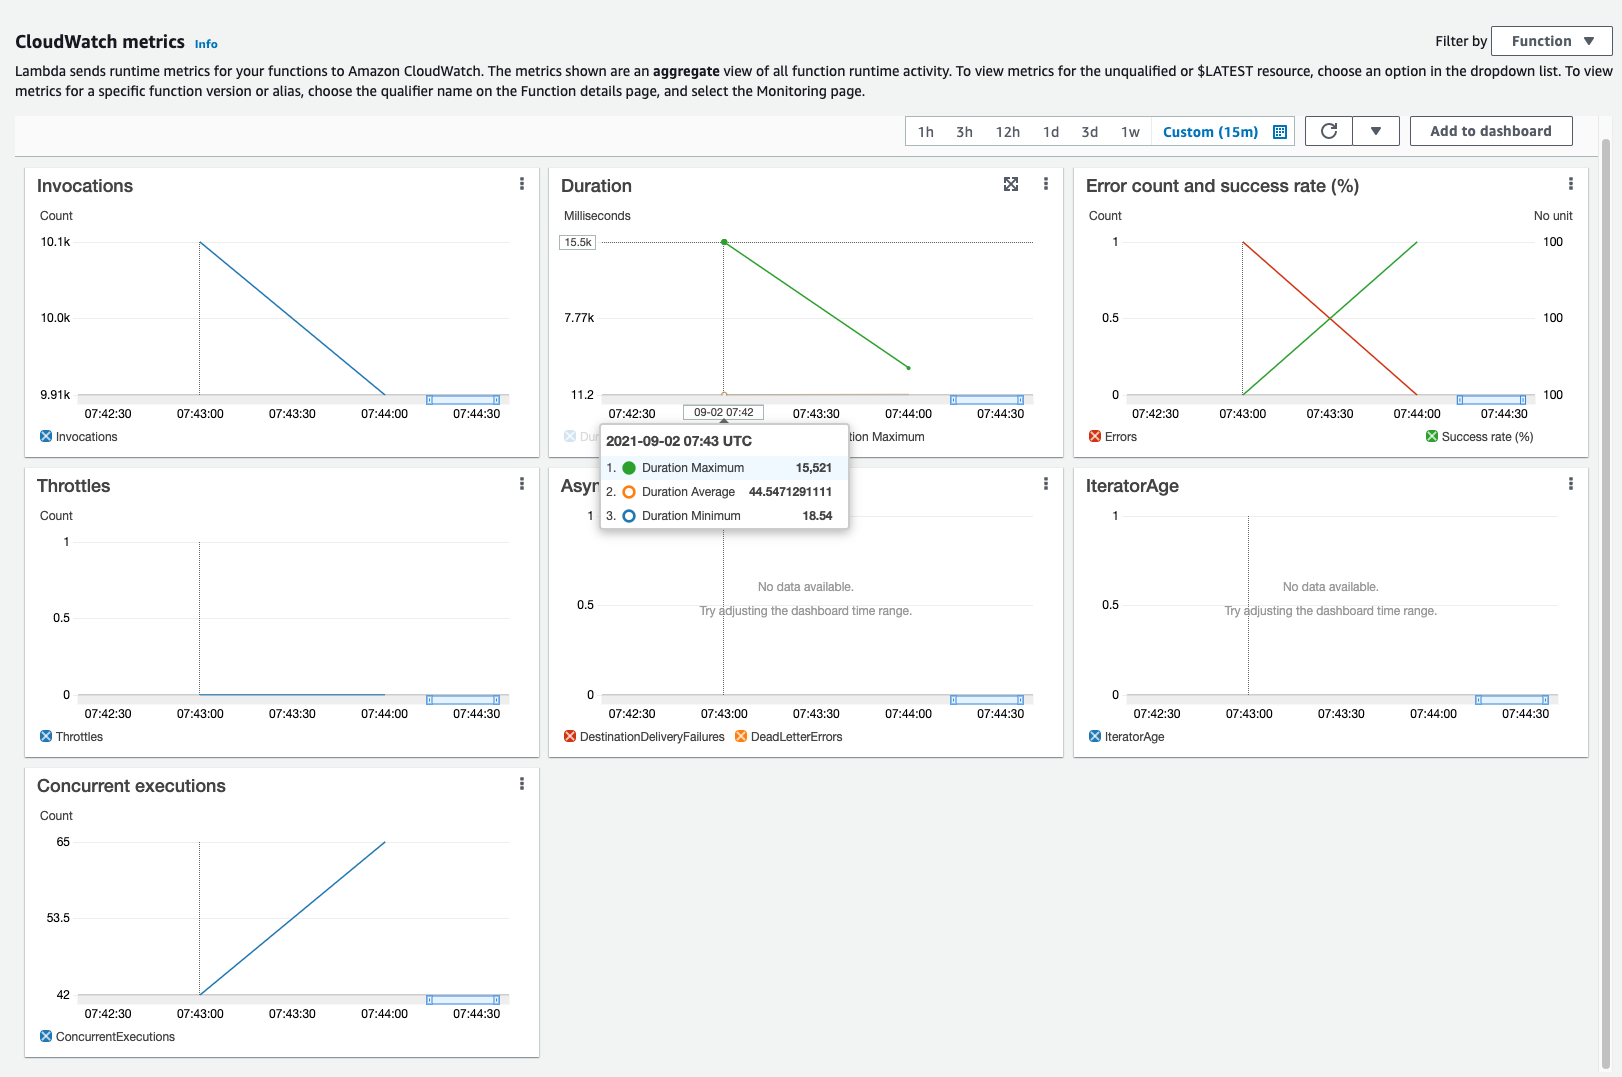 CloudWatch metrics Info
Filter by Function
Lambda sends runtime metrics for your functions to Amazon CloudWatch. The metrics shown are an aggregate view of all function runtime activity. To view metrics for the unqualified or $LATEST resource, choose an option in the dropdown list. To view
metrics for a specific function version or alias, choose the qualifier name on the Function details page, and select the Monitoring page.
1h 3h 12h 1d 3d 1w Custom (15m) Add to dashboard
Invocations
Count
10.1k
10.0k
9.91k
07:42:30 07:43:00 07:43:30 07:44:00 07:44:30
Invocations
Duration
Milliseconds
15.5k
7.77k
11.2
07:42:30 09-02 07:42 07:43:30 07:44:00 07:44:30
Dur tion Maximum
2021-09-02 07:43 UTC
1. Duration Maximum 15,521
2. Duration Average 44.5471291111
3. Duration Minimum 18.54
Error count and success rate (%)
Count No unit
1 100
0.5 100
0 100
07:42:30 07:43:00 07:43:30 07:44:00 07:44:30
Errors Success rate (%)
Throttles
Count
1
0.5
0
07:42:30 07:43:00 07:43:30 07:44:00 07:44:30
Throttles
Asyn
1
No data available.
0.5
Try adjusting the dashboard time range.
0
07:42:30 07:43:00 07:43:30 07:44:00 07:44:30
DestinationDeliveryFailures DeadLetterErrors
IteratorAge
1
No data available.
0.5
Try adjusting the dashboard time range.
0
07:42:30 07:43:00 07:43:30 07:44:00 07:44:30
IteratorAge
Concurrent executions
Count
65
53.5
42
07:42:30 07:43:00 07:43:30 07:44:00 07:44:30
ConcurrentExecutions